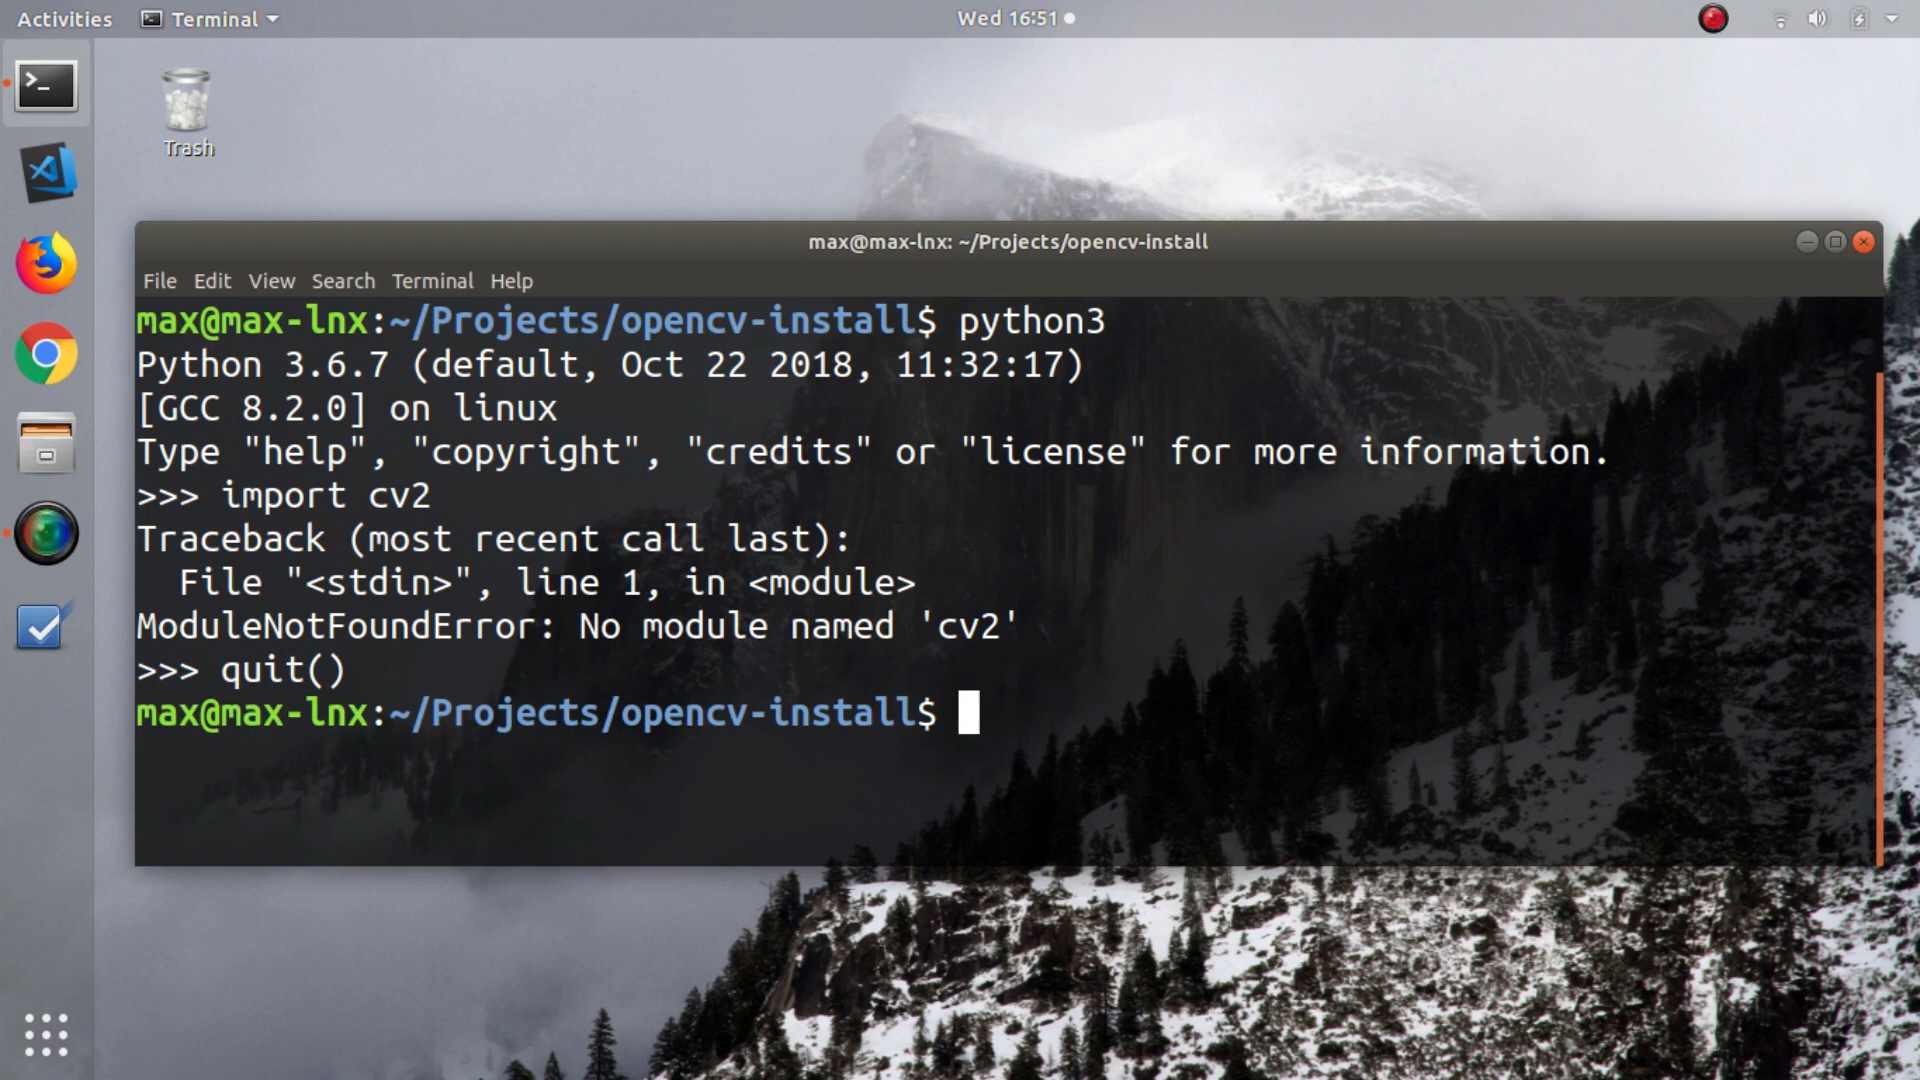 Activities Terminal Wed 16:51
Trash
max@max-lnx: ~/Projects/opencv-install
File Edit View Search Terminal Help
max@max-lnx:~/Projects/opencv-install$ python3
Python 3.6.7 (default, Oct 22 2018, 11:32:17)
[GCC 8.2.0] on linux
Type "help", "copyright", "credits" or "license" for more information.
>>> import cv2
Traceback (most recent call last):
  File "<stdin>", line 1, in <module>
ModuleNotFoundError: No module named 'cv2'
>>> quit()
max@max-lnx:~/Projects/opencv-install$